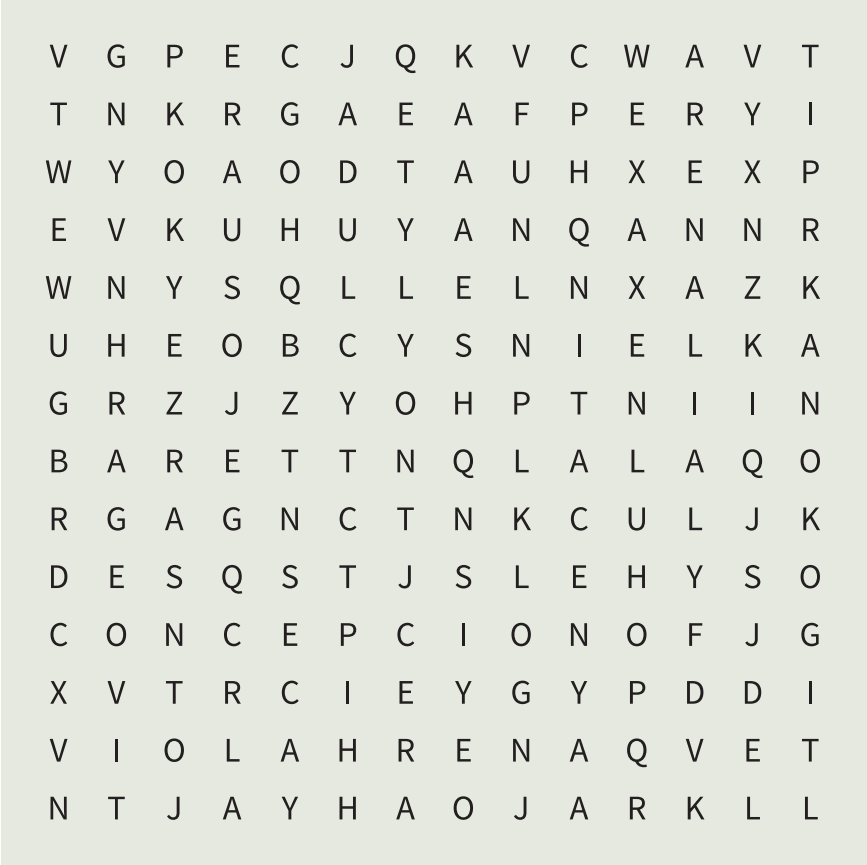 V G P E C J Q K V C W A V T
T N K R G A E A F P E R Y I
W Y O A O D T A U H X E X P
E V K U H U Y A N Q A N N R
W N Y S Q L L E L N X A Z K
U H E O B C Y S N I E L K A
G R Z J Z Y O H P T N I I N
B A R E T T N Q L A L A Q O
R G A G N C T N K C U L J K
D E S Q S T J S L E H Y S O
C O N C E P C I O N O F J G
X V T R C I E Y G Y P D D I
V I O L A H R E N A Q V E T
N T J A Y H A O J A R K L L